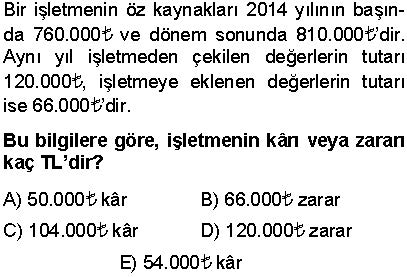 Bir işletmenin öz kaynakları 2014 yılının başın-
da 760.000₺ ve dönem sonunda 810.000₺'dir.
Aynı yıl işletmeden çekilen değerlerin tutarı
120.000₺, işletmeye eklenen değerlerin tutarı
ise 66.000₺'dir.
Bu bilgilere göre, işletmenin kârı veya zararı
kaç TL'dir?
A) 50.000₺ kâr B) 66.000₺ zarar
C) 104.000₺ kâr D) 120.000₺ zarar
E) 54.000₺ kâr